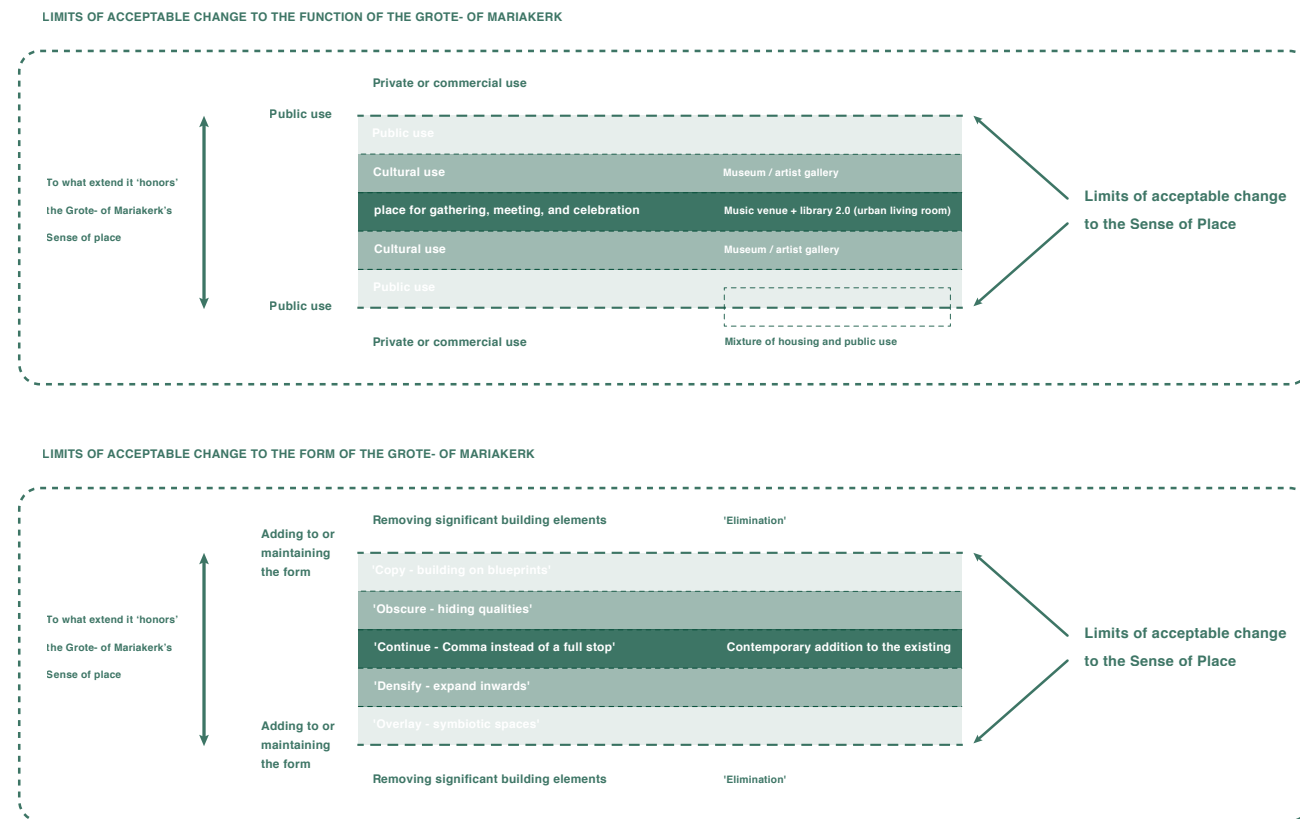 LIMITS OF ACCEPTABLE CHANGE TO THE FUNCTION OF THE GROTE- OF MARIAKERK
Private or commercial use
Public use
Public use
Cultural use
Museum / artist gallery
To what extend it ‘honors’
the Grote- of Mariakerk’s
Sense of place
place for gathering, meeting, and celebration
Music venue + library 2.0 (urban living room)
Limits of acceptable change
to the Sense of Place
Cultural use
Museum / artist gallery
Public use
Public use
Private or commercial use
Mixture of housing and public use
LIMITS OF ACCEPTABLE CHANGE TO THE FORM OF THE GROTE- OF MARIAKERK
Removing significant building elements
'Elimination'
Adding to or
maintaining
the form
'Copy - building on blueprints'
'Obscure - hiding qualities'
To what extend it ‘honors’
the Grote- of Mariakerk’s
Sense of place
'Continue - Comma instead of a full stop'
Contemporary addition to the existing
Limits of acceptable change
to the Sense of Place
'Densify - expand inwards'
'Overlay - symbiotic spaces'
Adding to or
maintaining
the form
Removing significant building elements
'Elimination'